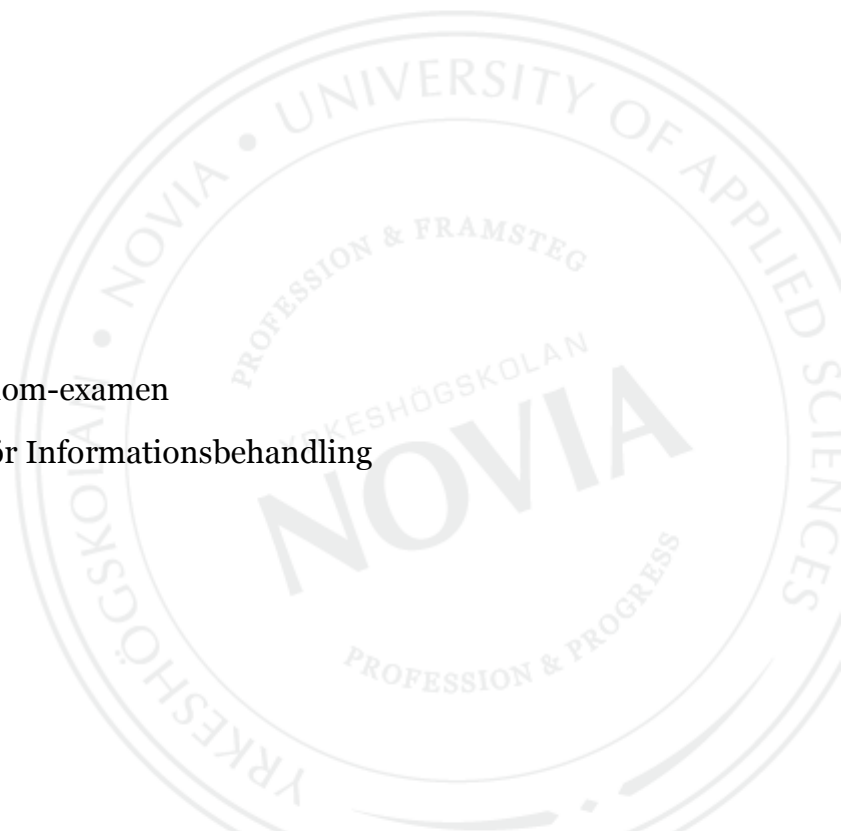 UNIVERSITY OF APPLIED SCIENCES
YRKESHÖGSKOLAN • NOVIA •
PROFESSION & FRAMSTEG
YRKESHÖGSKOLAN
NOVIA
PROFESSION & PROGRESS
om-examen
ör Informationsbehandling